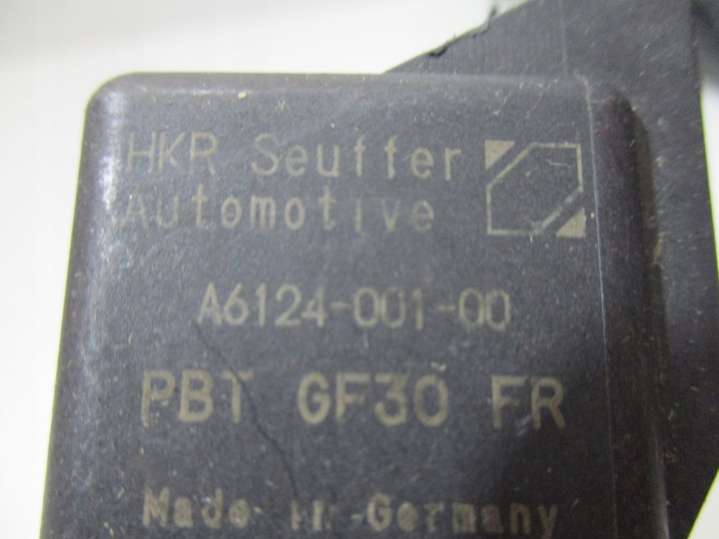 HKR Seuffer
Automotive
A6124-001-00
PBT GF30 FR
Made in Germany